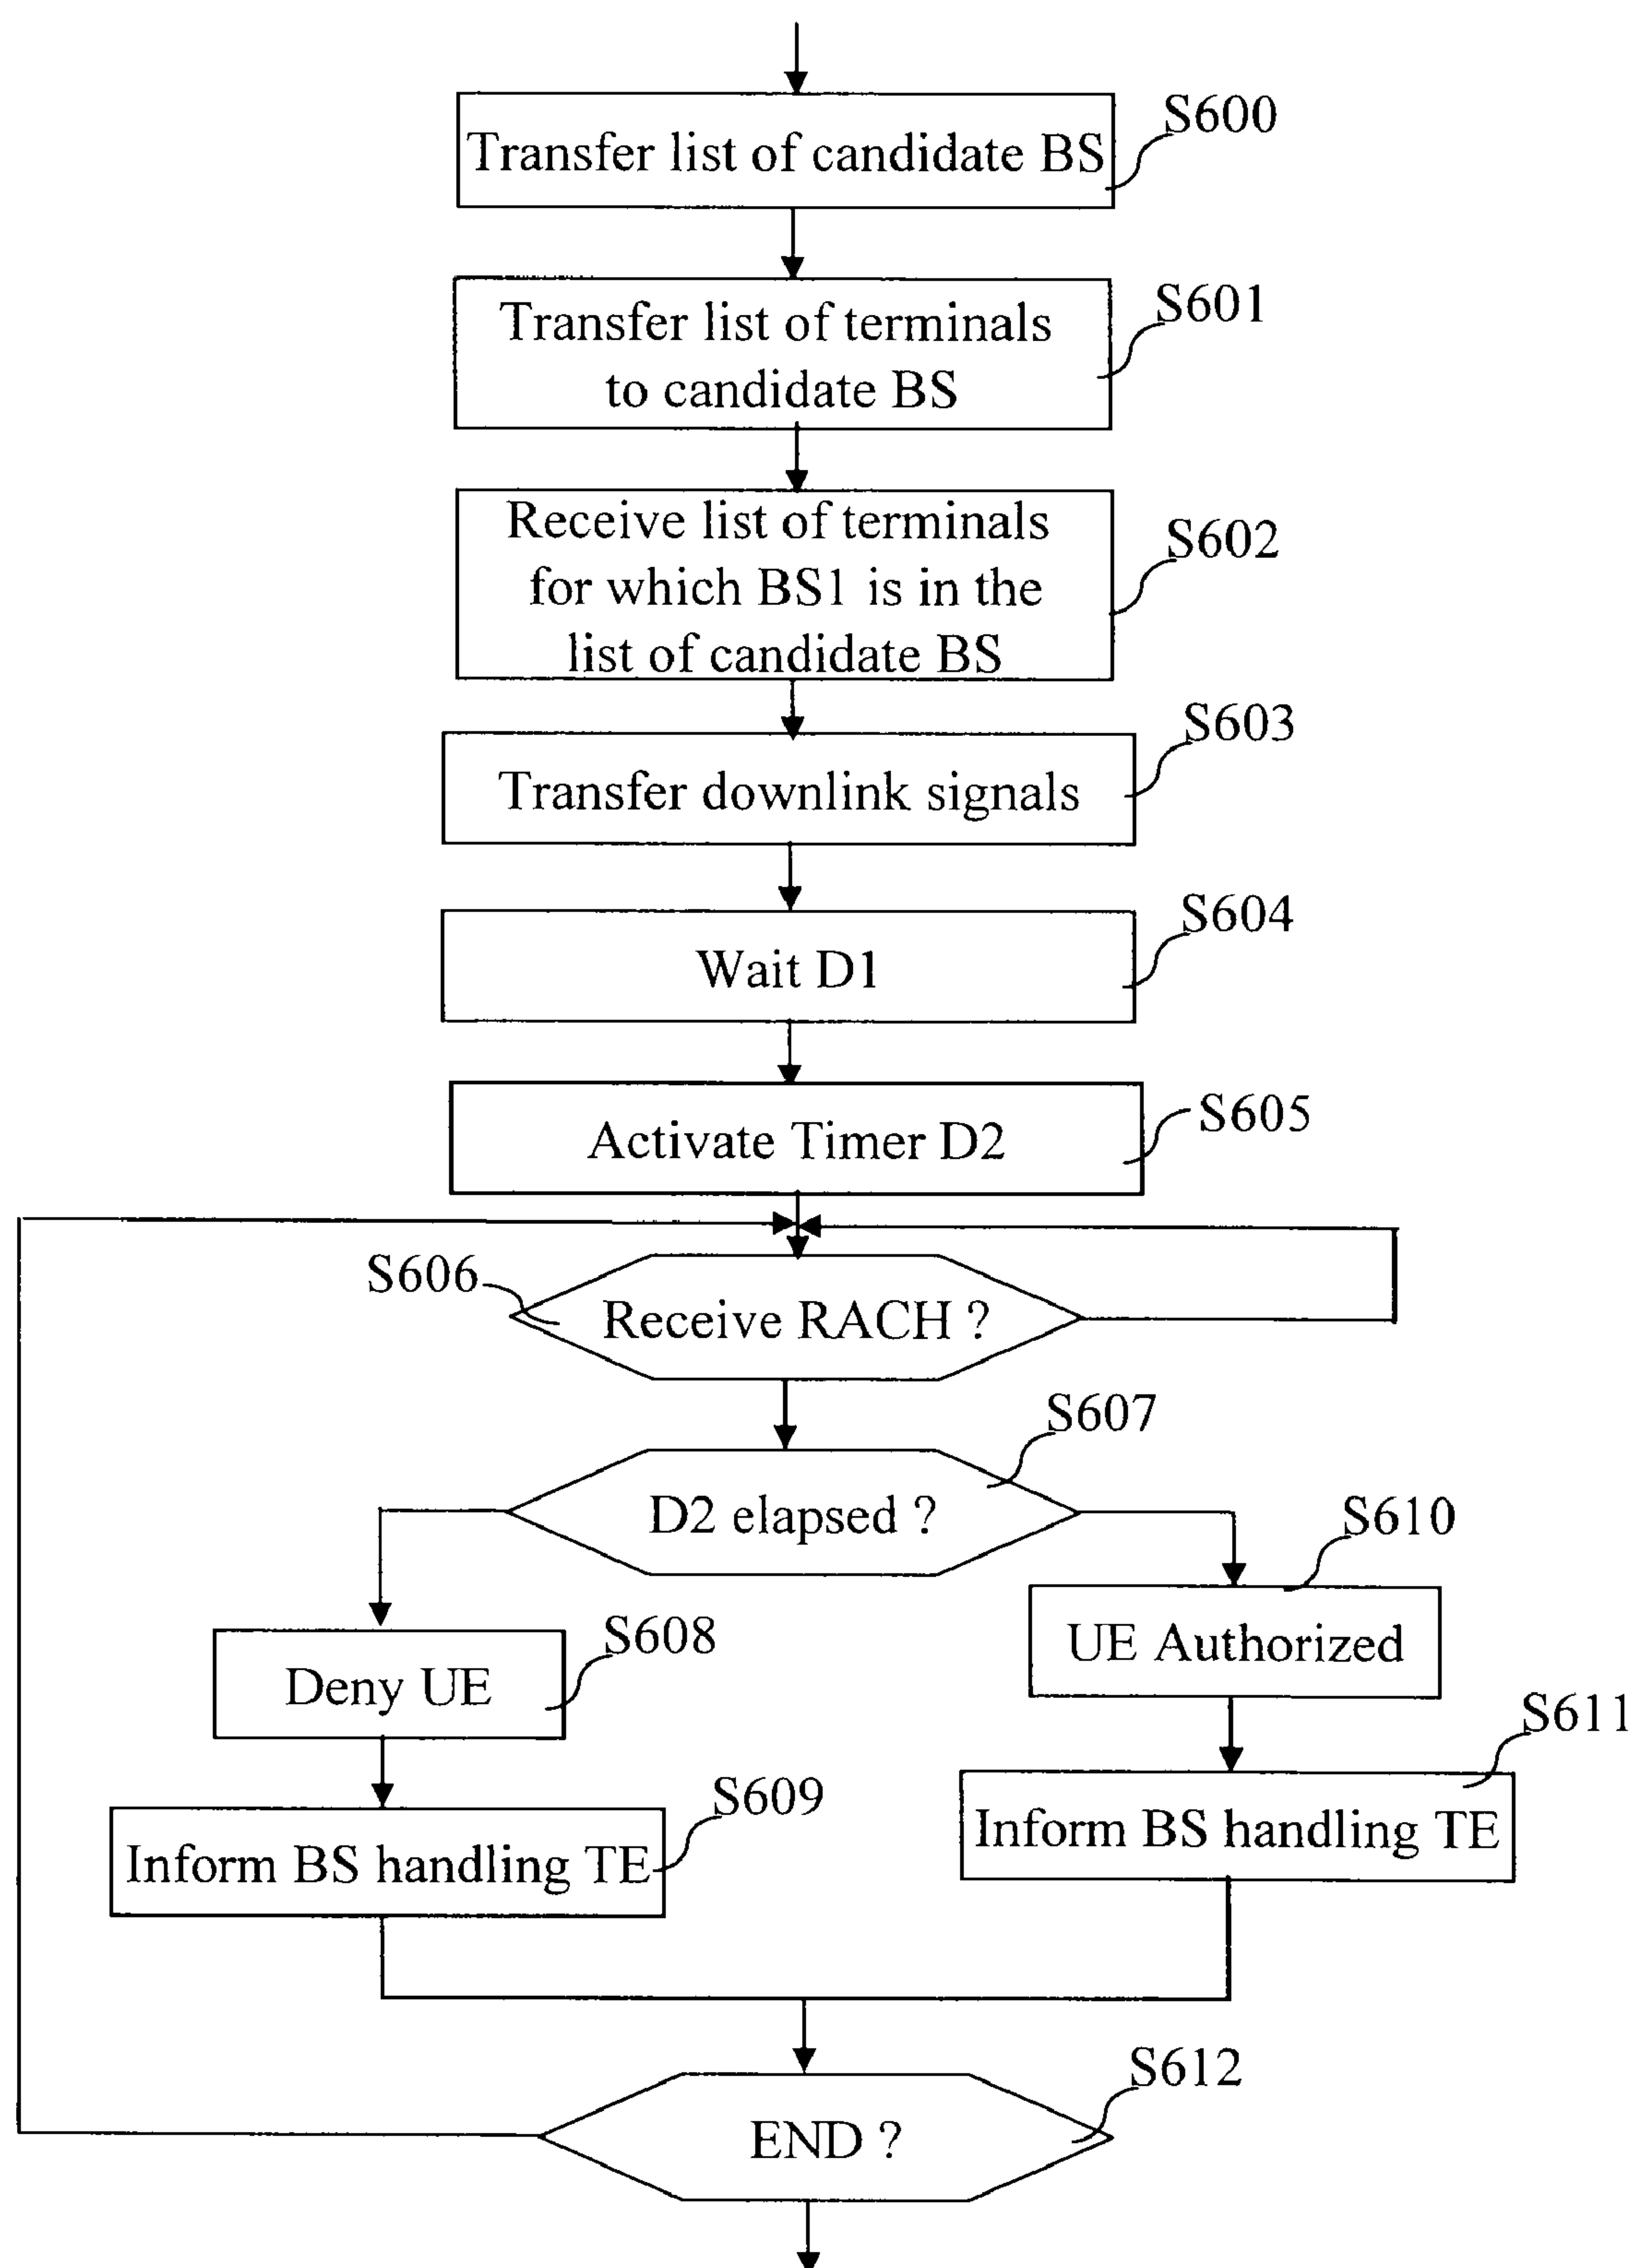 S600
Transfer list of candidate BS
S601
Transfer list of terminals
to candidate BS
S602
Receive list of terminals
for which BS1 is in the
list of candidate BS
S603
Transfer downlink signals
S604
Wait D1
S605
Activate Timer D2
S606
Receive RACH ?
S607
D2 elapsed ?
S610
UE Authorized
S608
Deny UE
S611
Inform BS handling TE
S609
Inform BS handling TE
S612
END ?